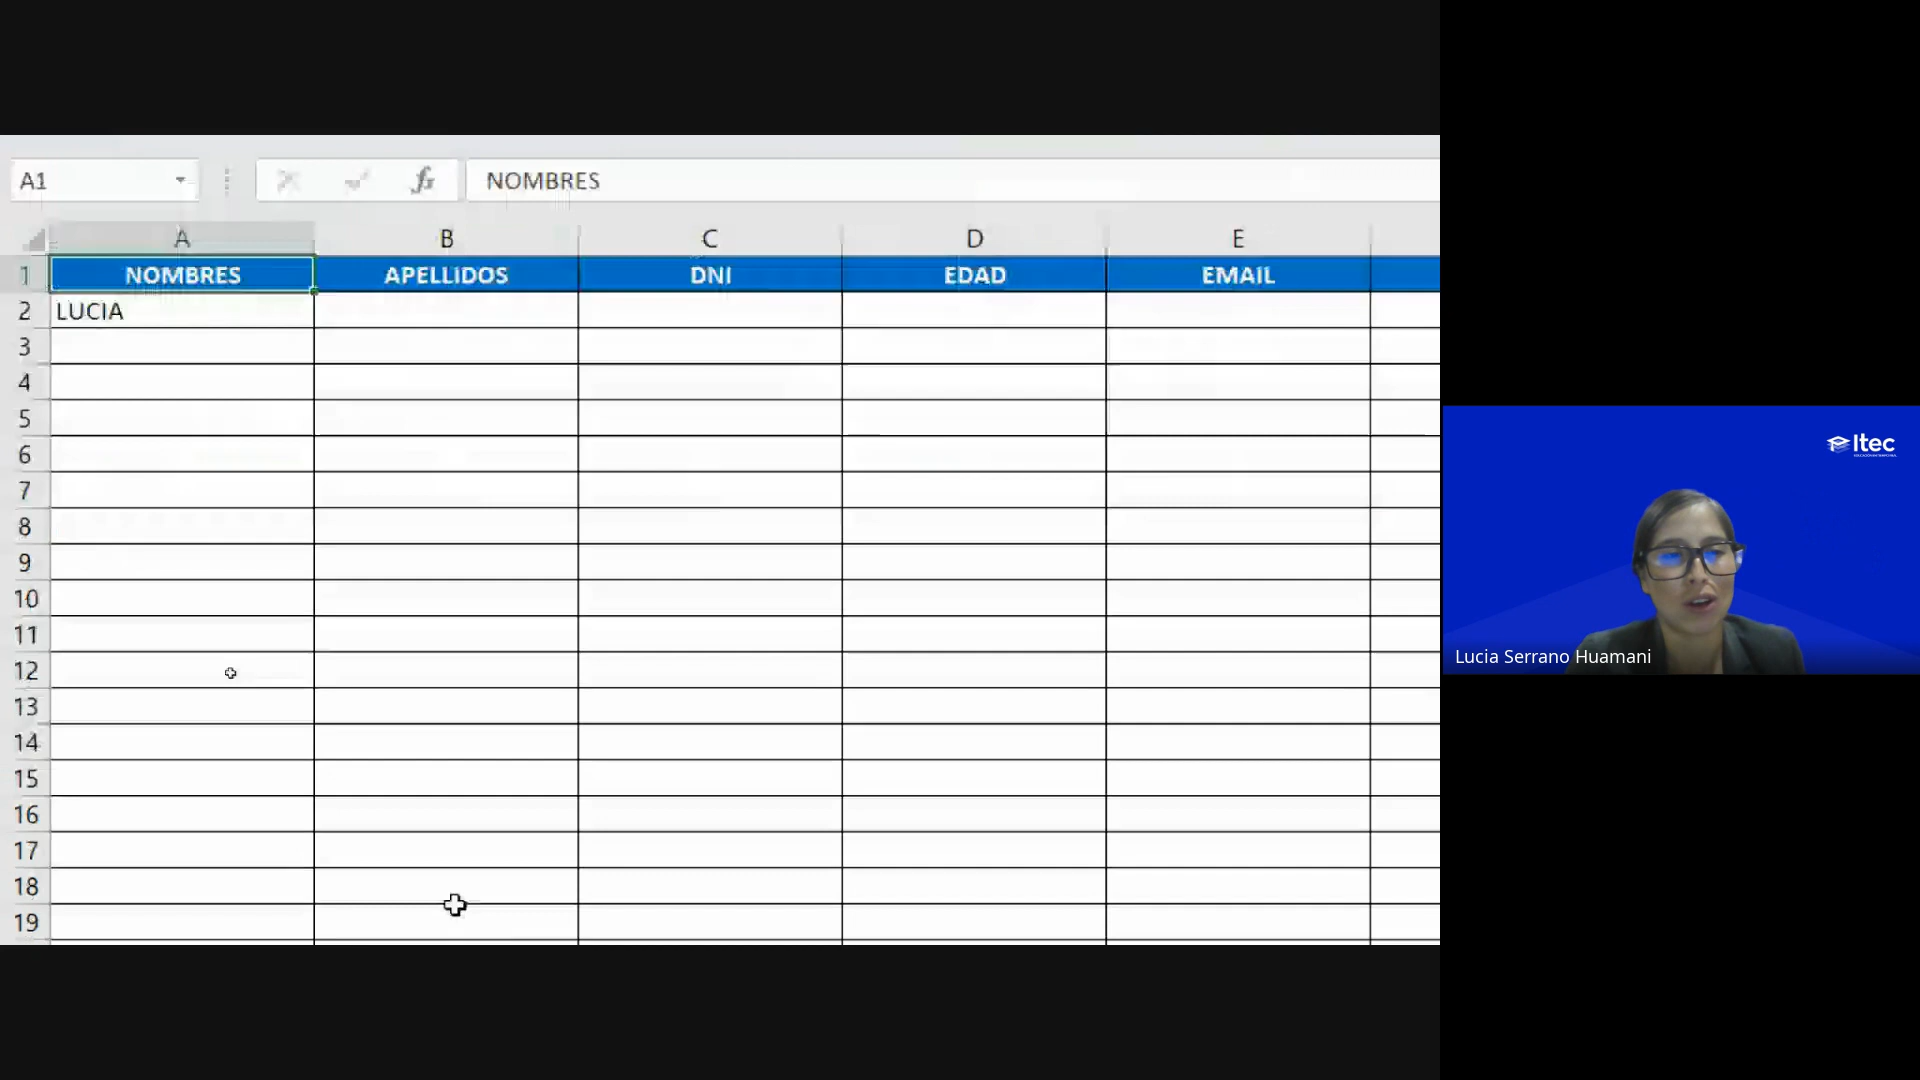 A1 fx NOMBRES
A B C D E
1 NOMBRES APELLIDOS DNI EDAD EMAIL
2 LUCIA
3
4
5
6
7
8
9
10
11
12
13
14
15
16
17
18
19
Itec
Lucia Serrano Huamani